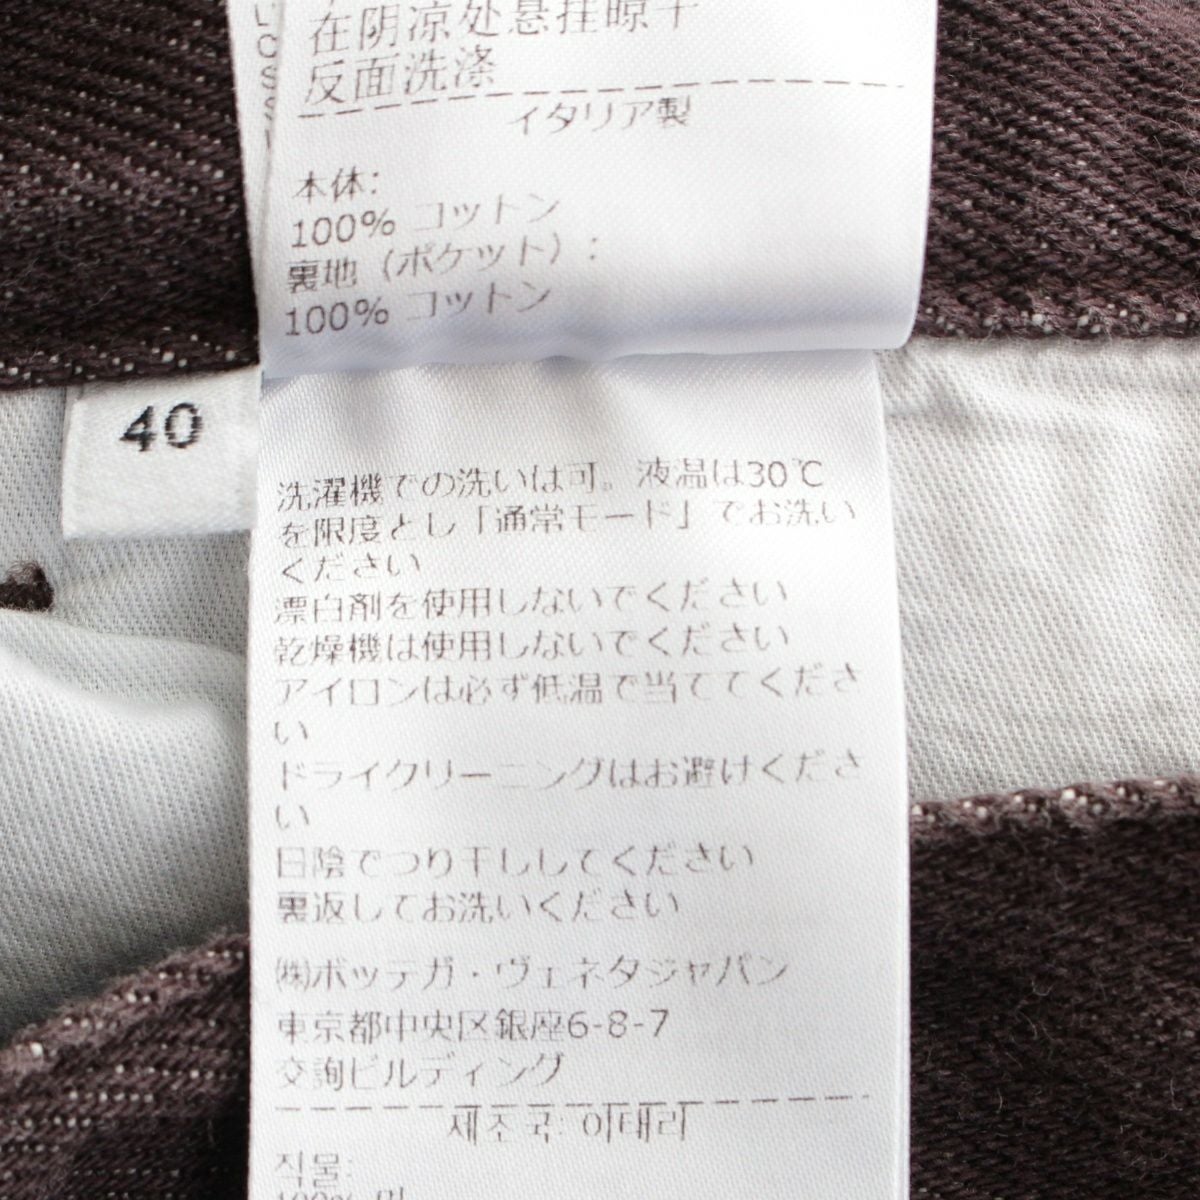 在阴凉处悬挂晾干
反面洗涤
イタリア製
本体:
100% コットン
裏地（ポケット）:
100% コットン
40
洗濯機での洗いは可。液温は30℃
を限度とし「通常モード」でお洗い
ください
漂白剤を使用しないでください
乾燥機は使用しないでください
アイロンは必ず低温で当ててくださ
い
ドライクリーニングはお避けくださ
い
日陰でつり干ししてください
裏返してお洗いください
㈱ボッテガ・ヴェネタジャパン
東京都中央区銀座6-8-7
交詢ビルディング
제조국: 이태리
직물:
100% 면